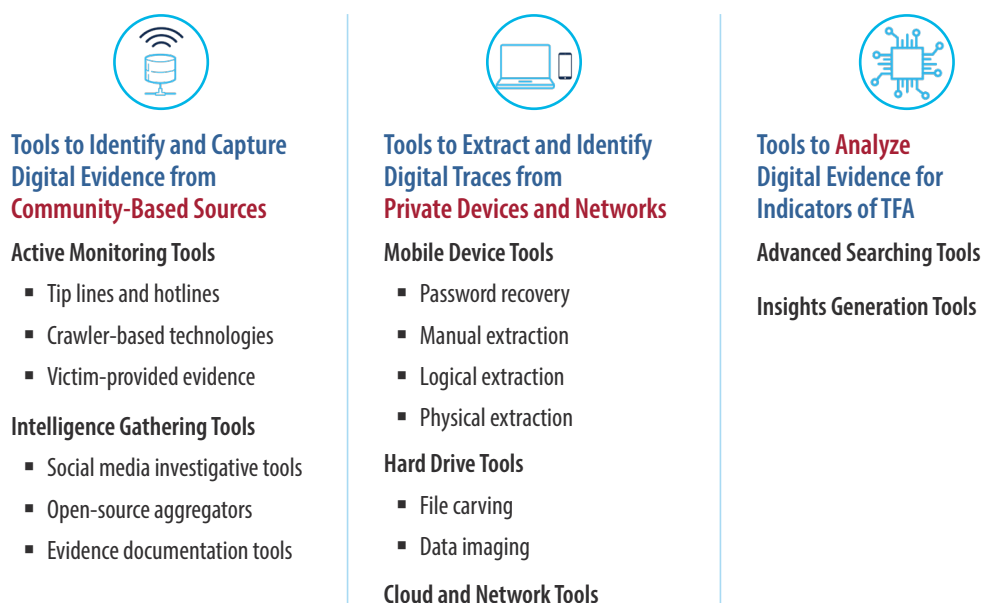 Tools to Identify and Capture
Digital Evidence from
Community-Based Sources
Active Monitoring Tools
▪ Tip lines and hotlines
▪ Crawler-based technologies
▪ Victim-provided evidence
Intelligence Gathering Tools
▪ Social media investigative tools
▪ Open-source aggregators
▪ Evidence documentation tools
Tools to Extract and Identify
Digital Traces from
Private Devices and Networks
Mobile Device Tools
▪ Password recovery
▪ Manual extraction
▪ Logical extraction
▪ Physical extraction
Hard Drive Tools
▪ File carving
▪ Data imaging
Cloud and Network Tools
Tools to Analyze
Digital Evidence for
Indicators of TFA
Advanced Searching Tools
Insights Generation Tools